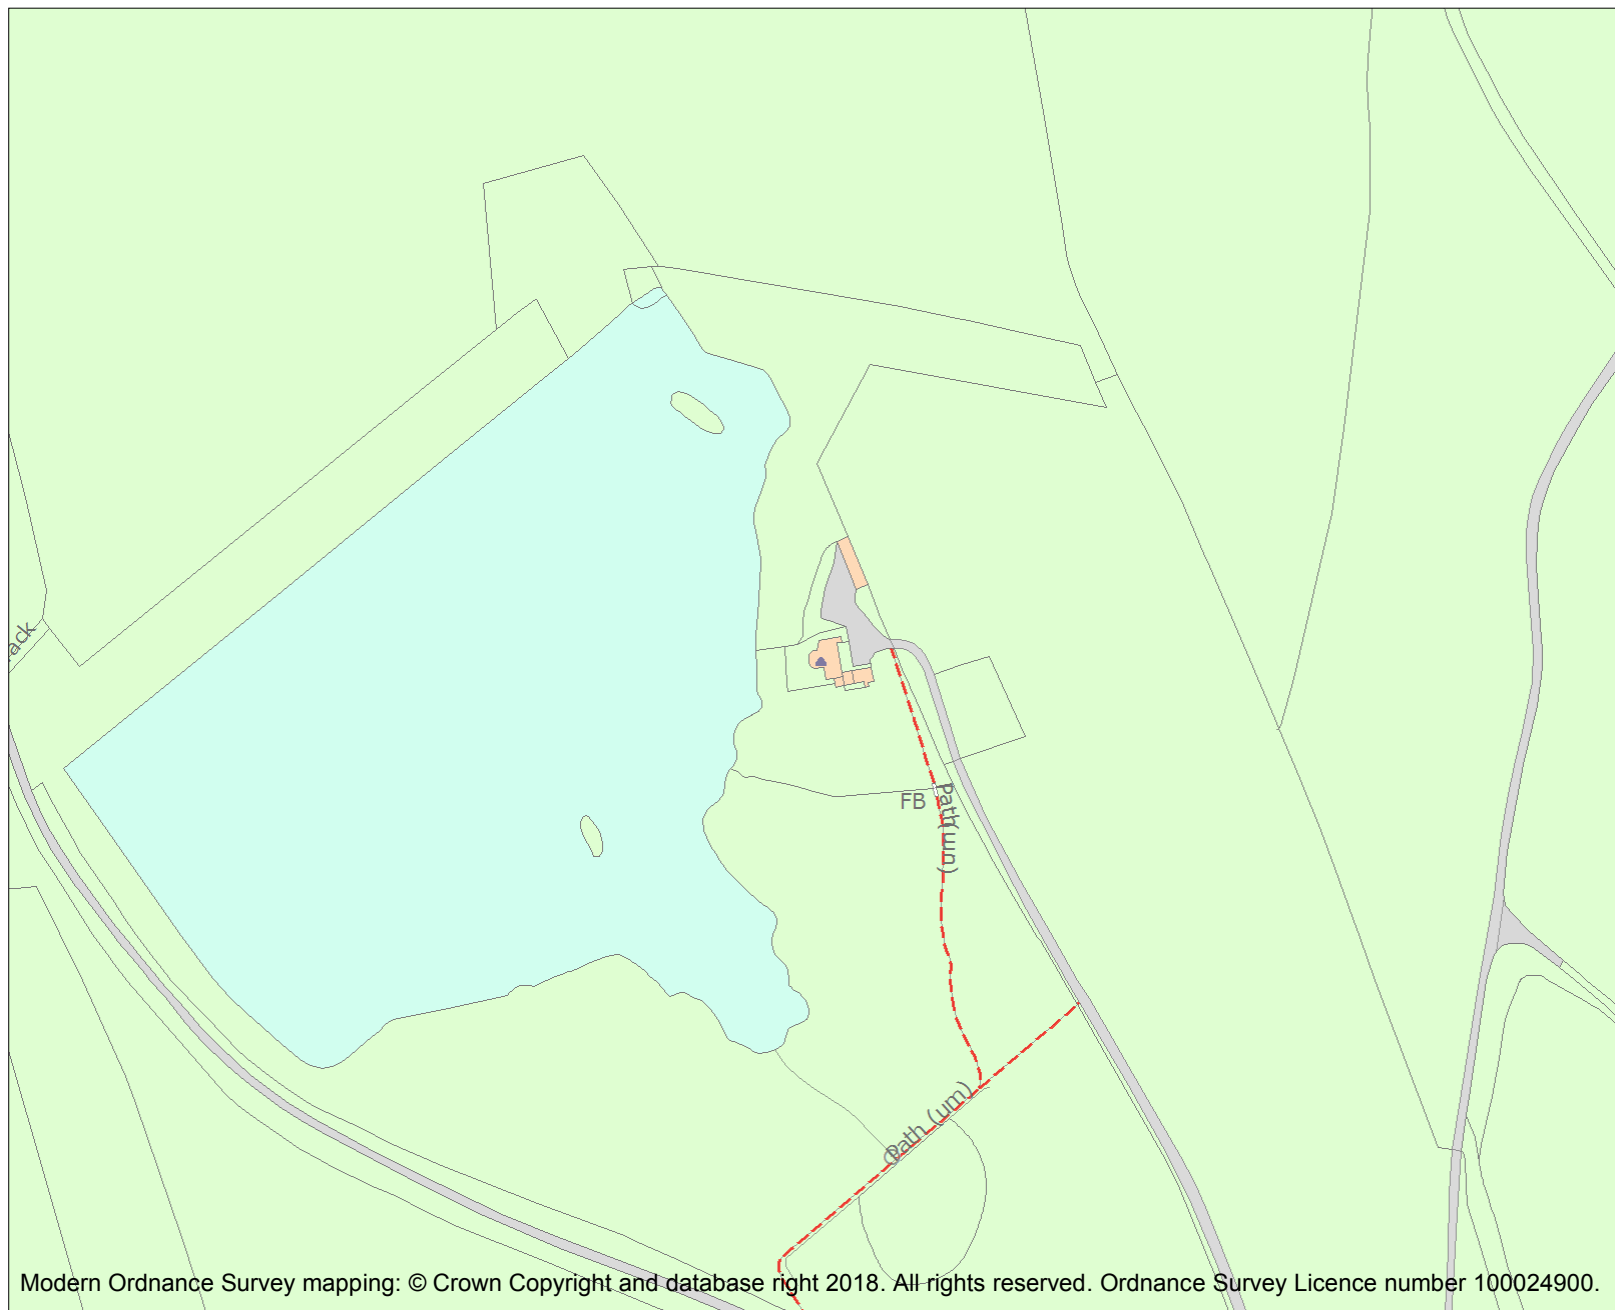 FB
Path (um)
Path (um)
Modern Ordnance Survey mapping: © Crown Copyright and database right 2018. All rights reserved. Ordnance Survey Licence number 100024900.